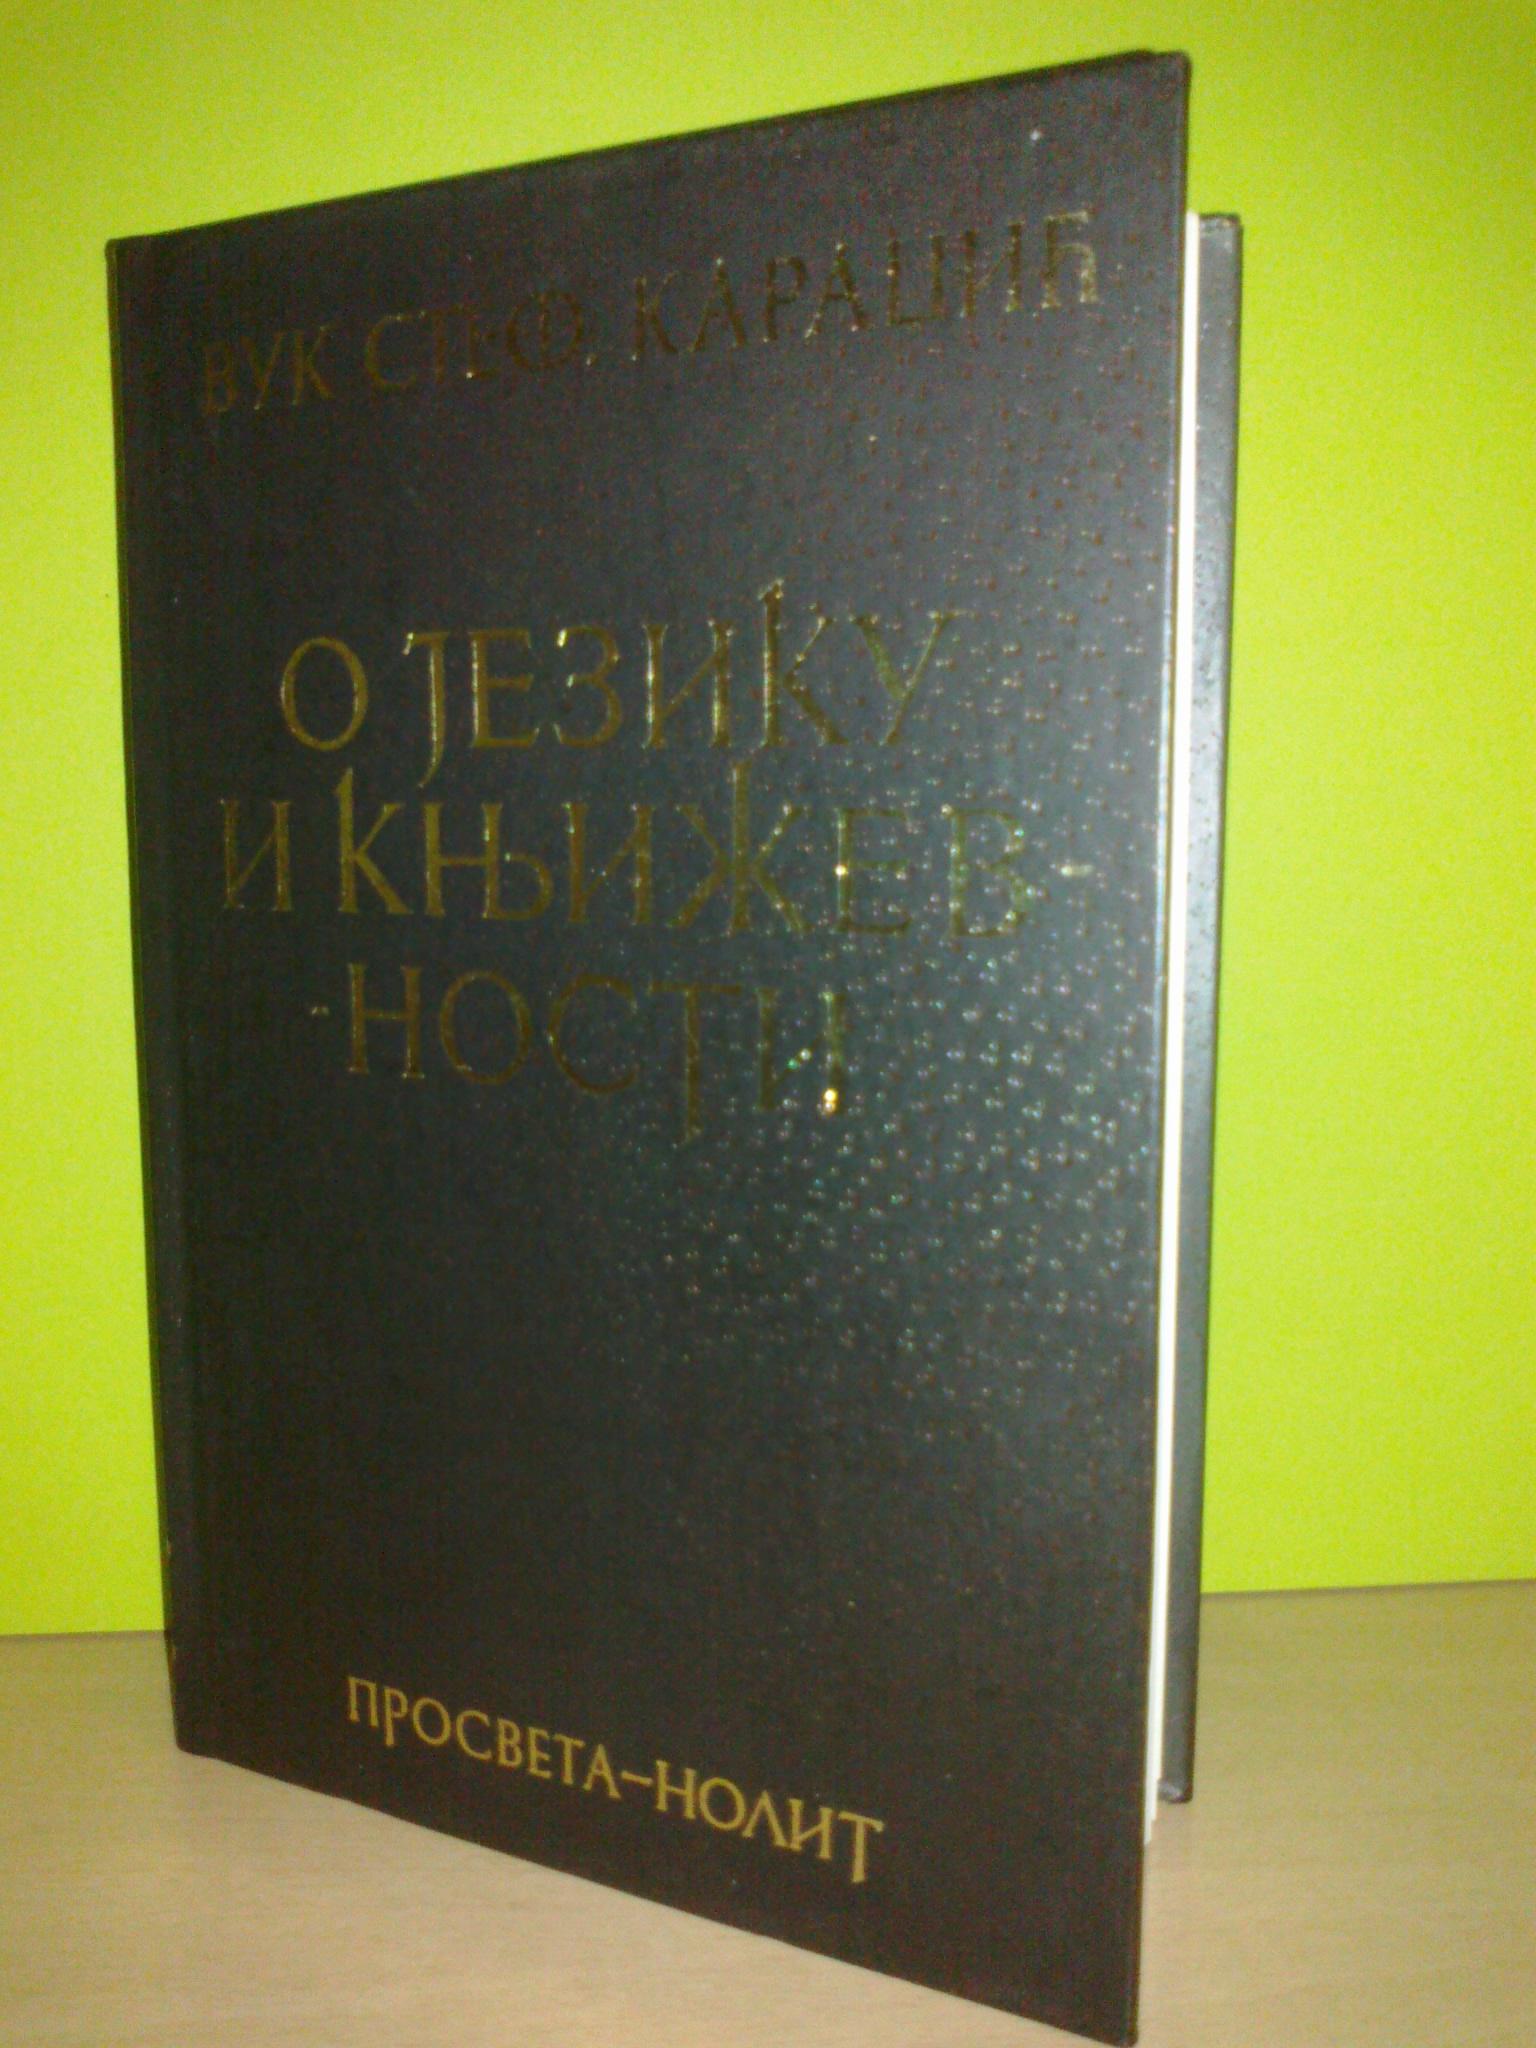 ВУК СТЕФ. КАРАЏИЋ
О ЈЕЗИКУ
И КЊИЖЕВ-
НОСТИ
ПРОСВЕТА-НОЛИТ